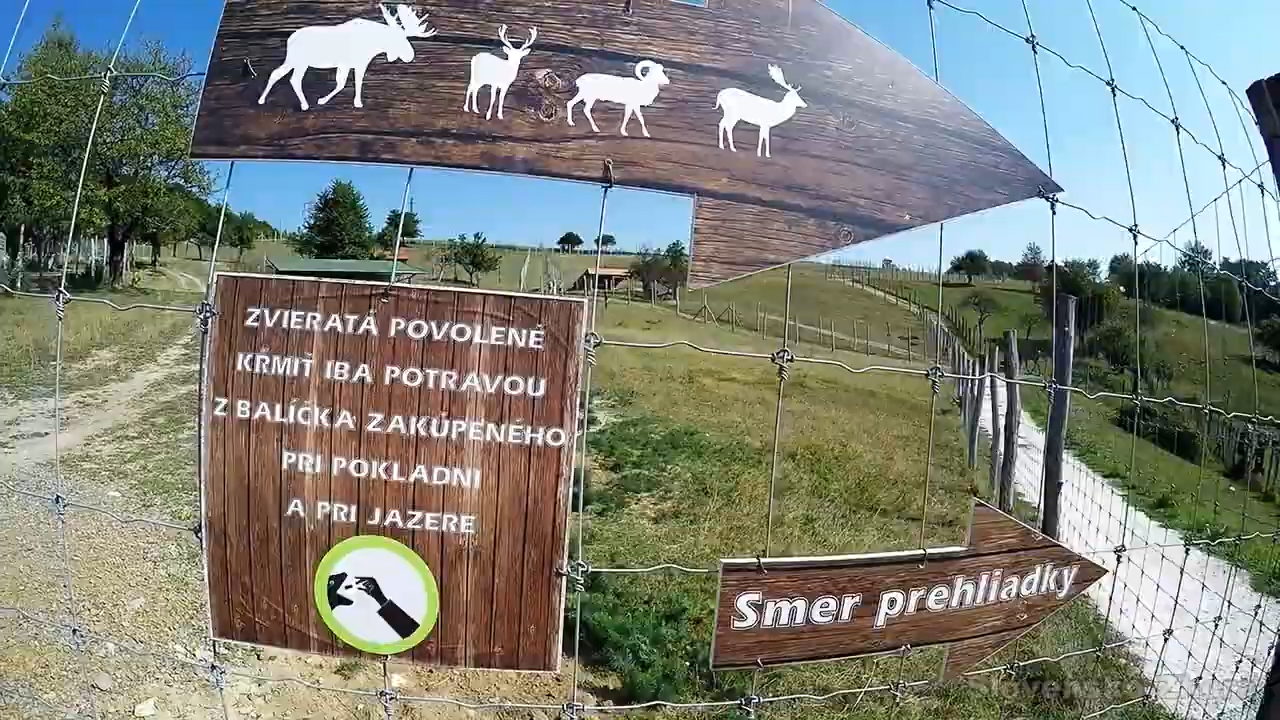 ZVIERATÁ POVOLENÉ
KŔMIŤ IBA POTRAVOU
Z BALÍČKA ZAKÚPENÉHO
PRI POKLADNI
A PRI JAZERE
Smer prehliadky